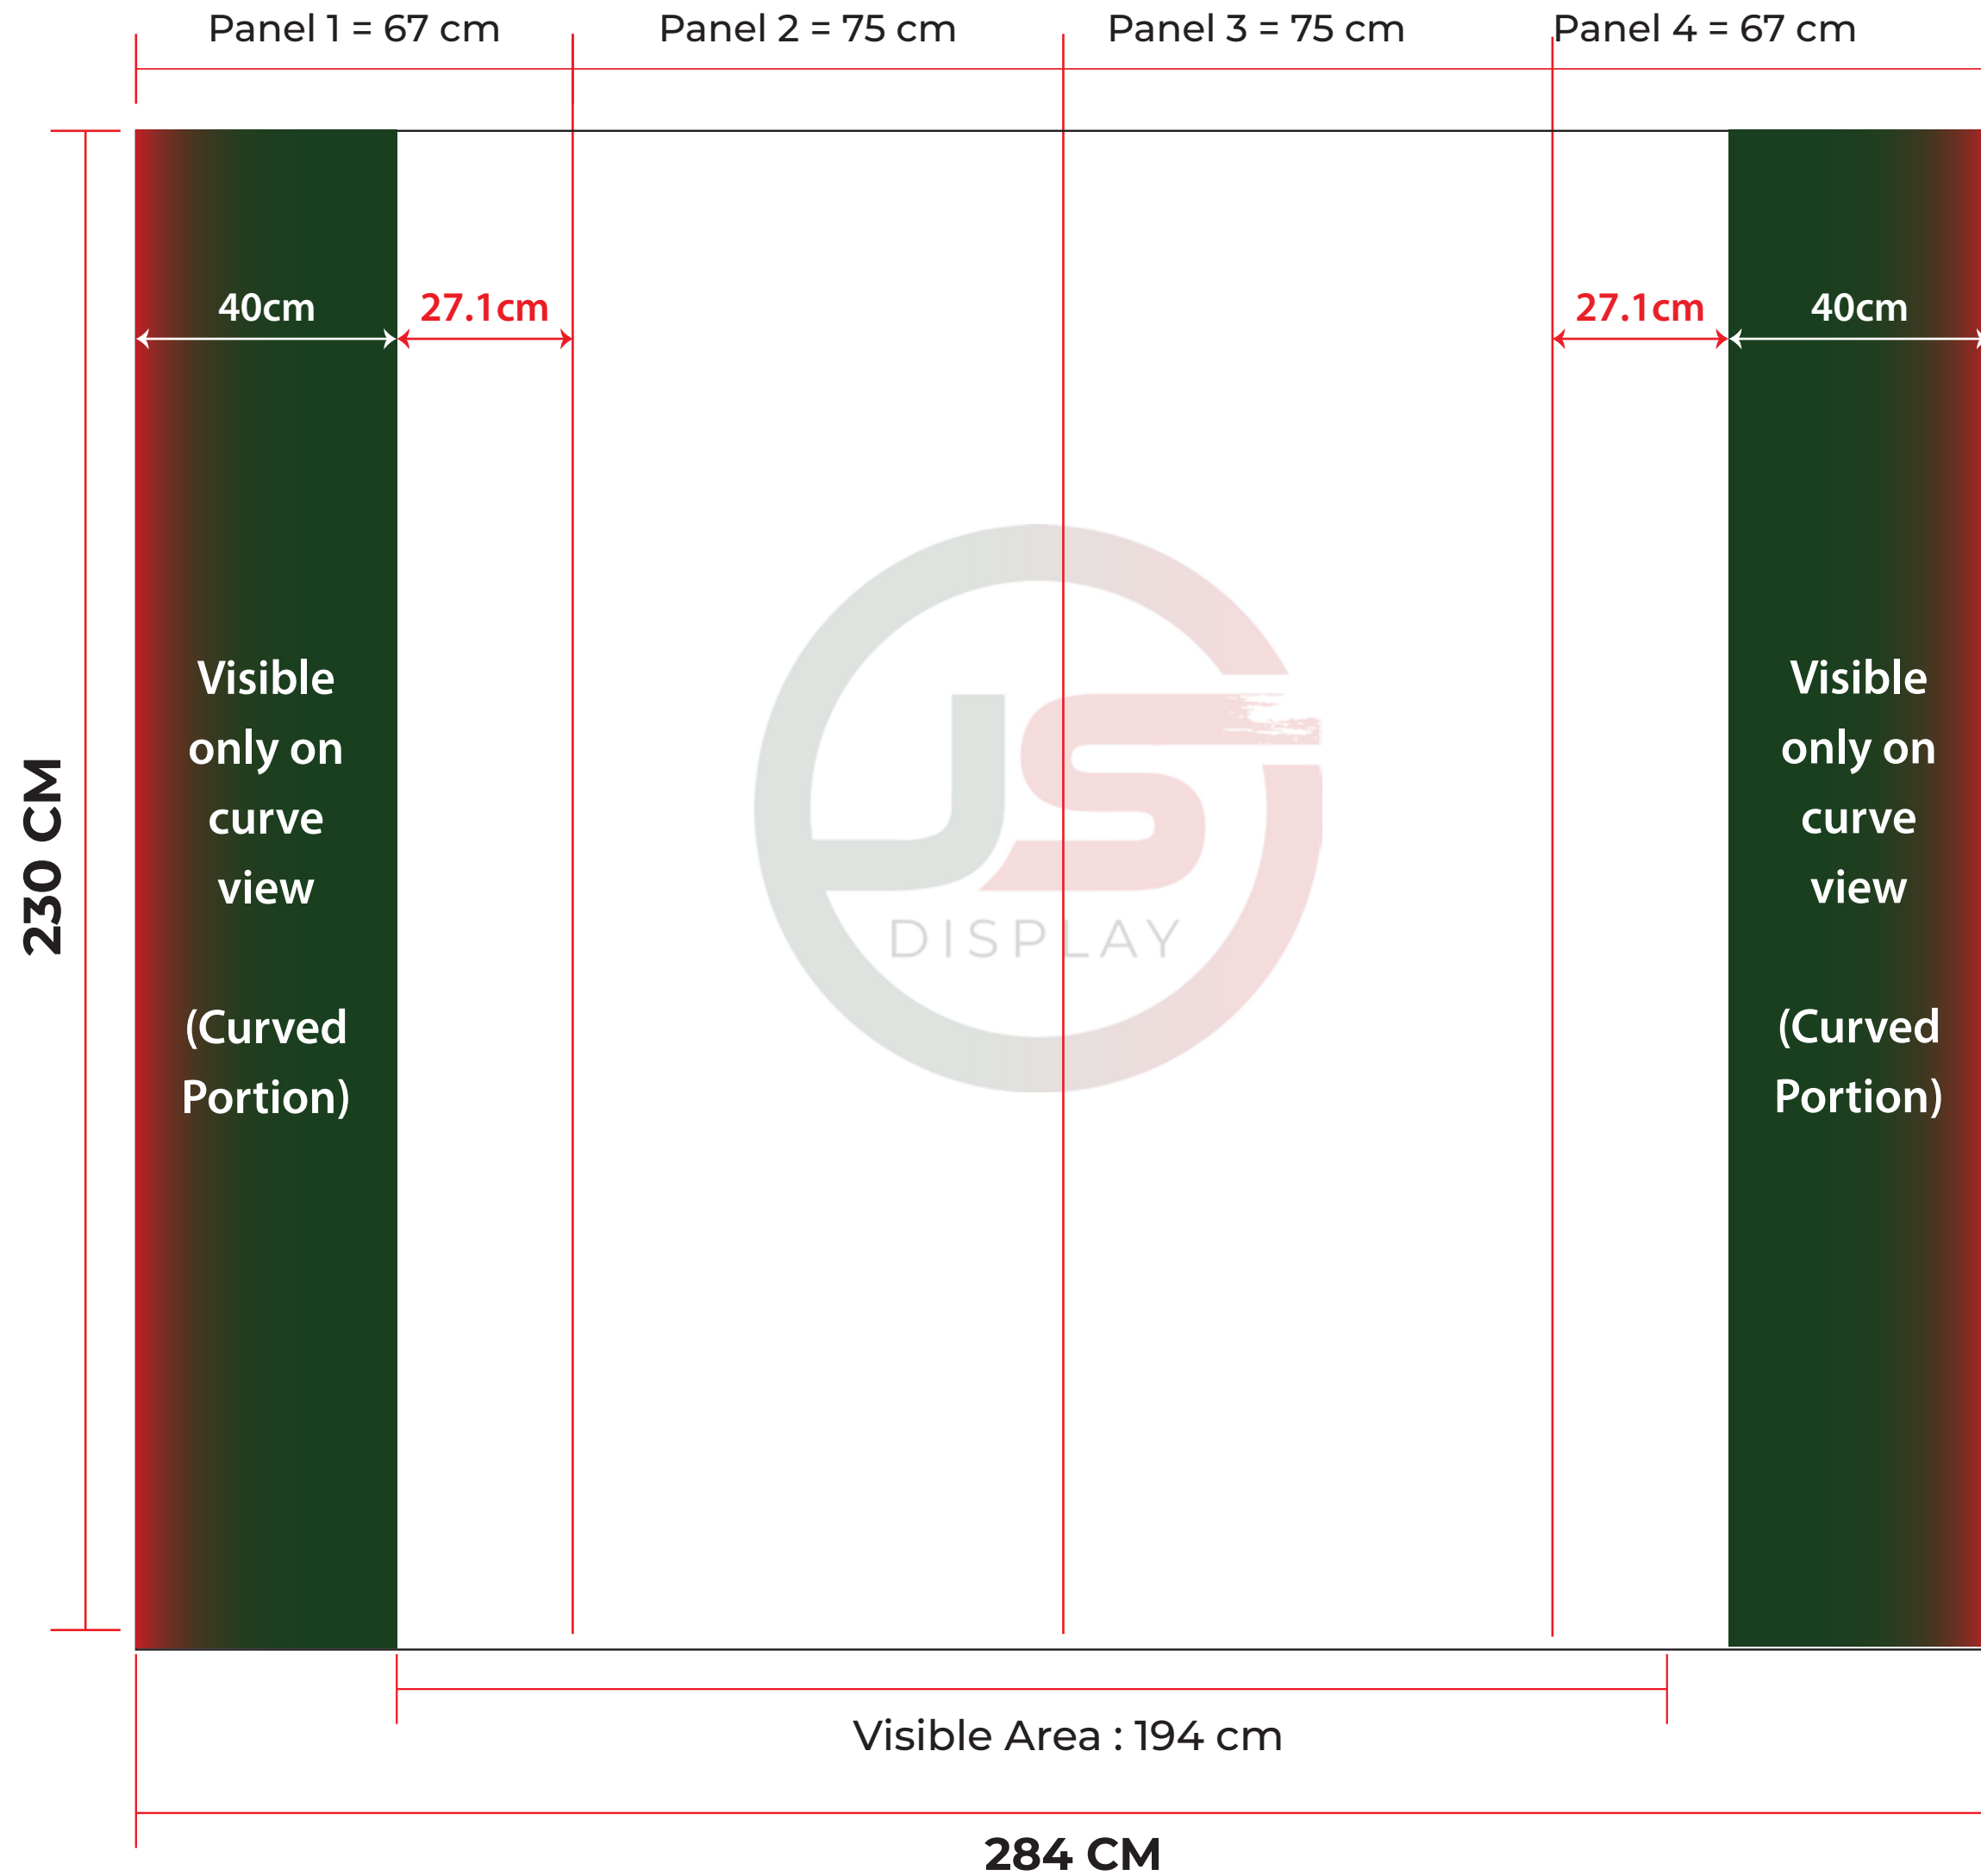 Panel 1 = 67 cm
Panel 2 = 75 cm
Panel 3 = 75 cm
Panel 4 = 67 cm
40cm
27.1cm
27.1cm
40cm
230 CM
Visible
only on
curve
view
(Curved
Portion)
JS
DISPLAY
Visible
only on
curve
view
(Curved
Portion)
Visible Area : 194 cm
284 CM